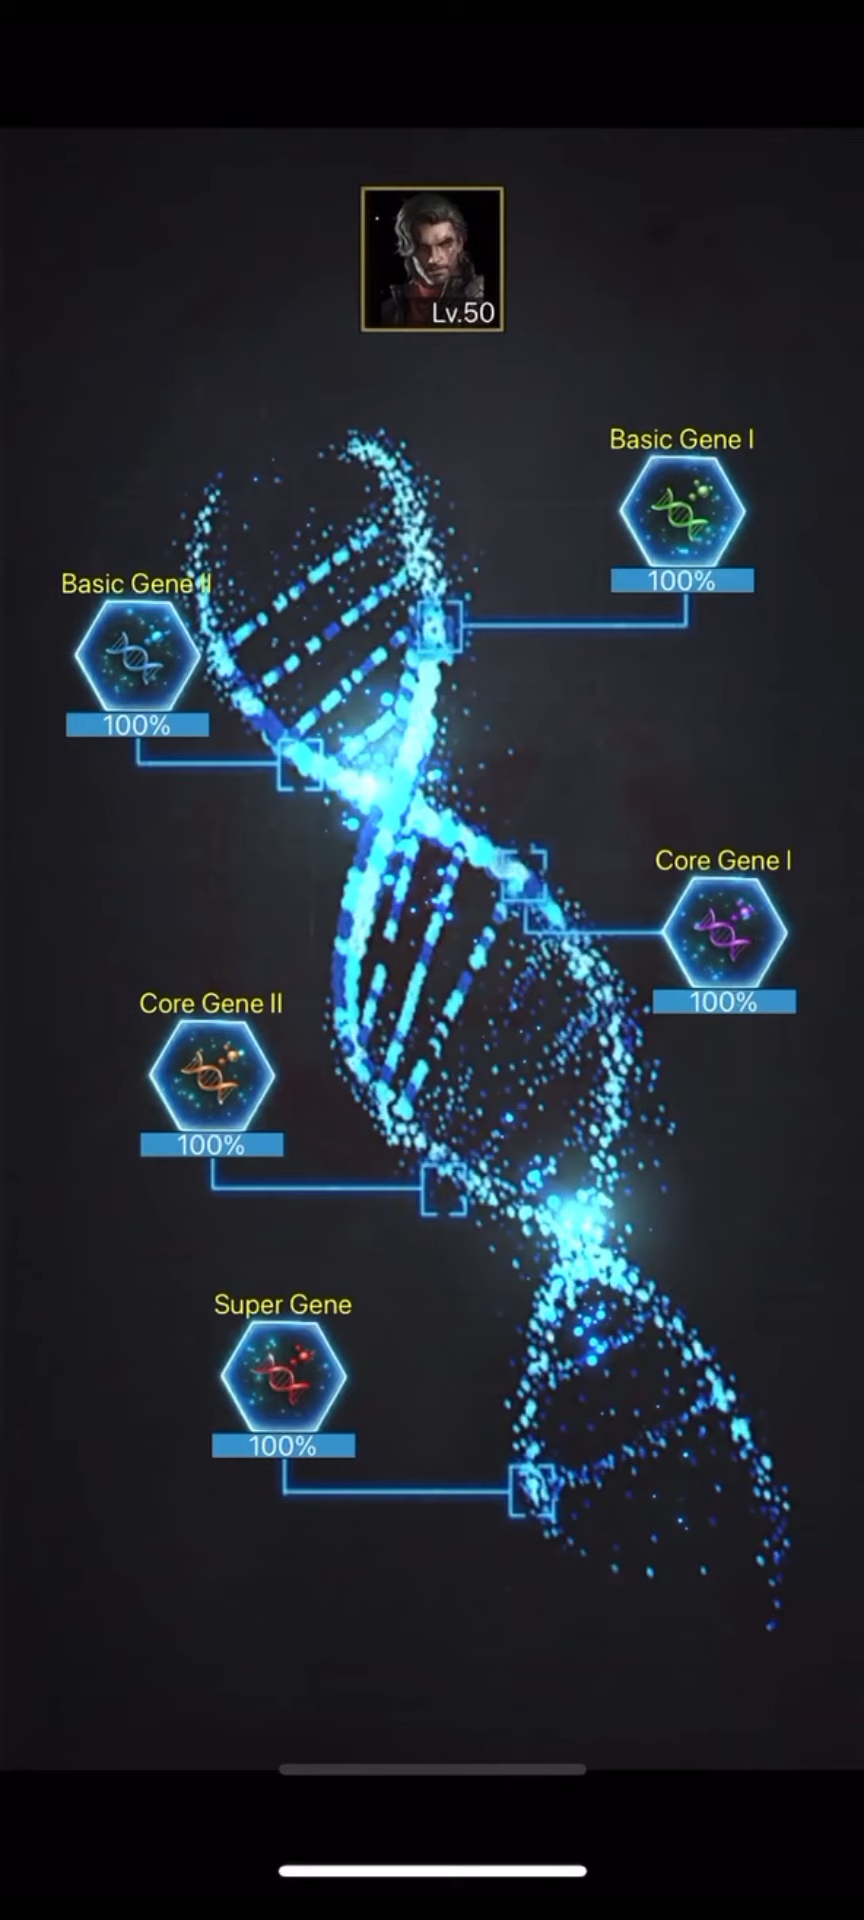 Lv.50
Basic Gene I
100%
Basic Gene II
100%
Core Gene I
100%
Core Gene II
100%
Super Gene
100%